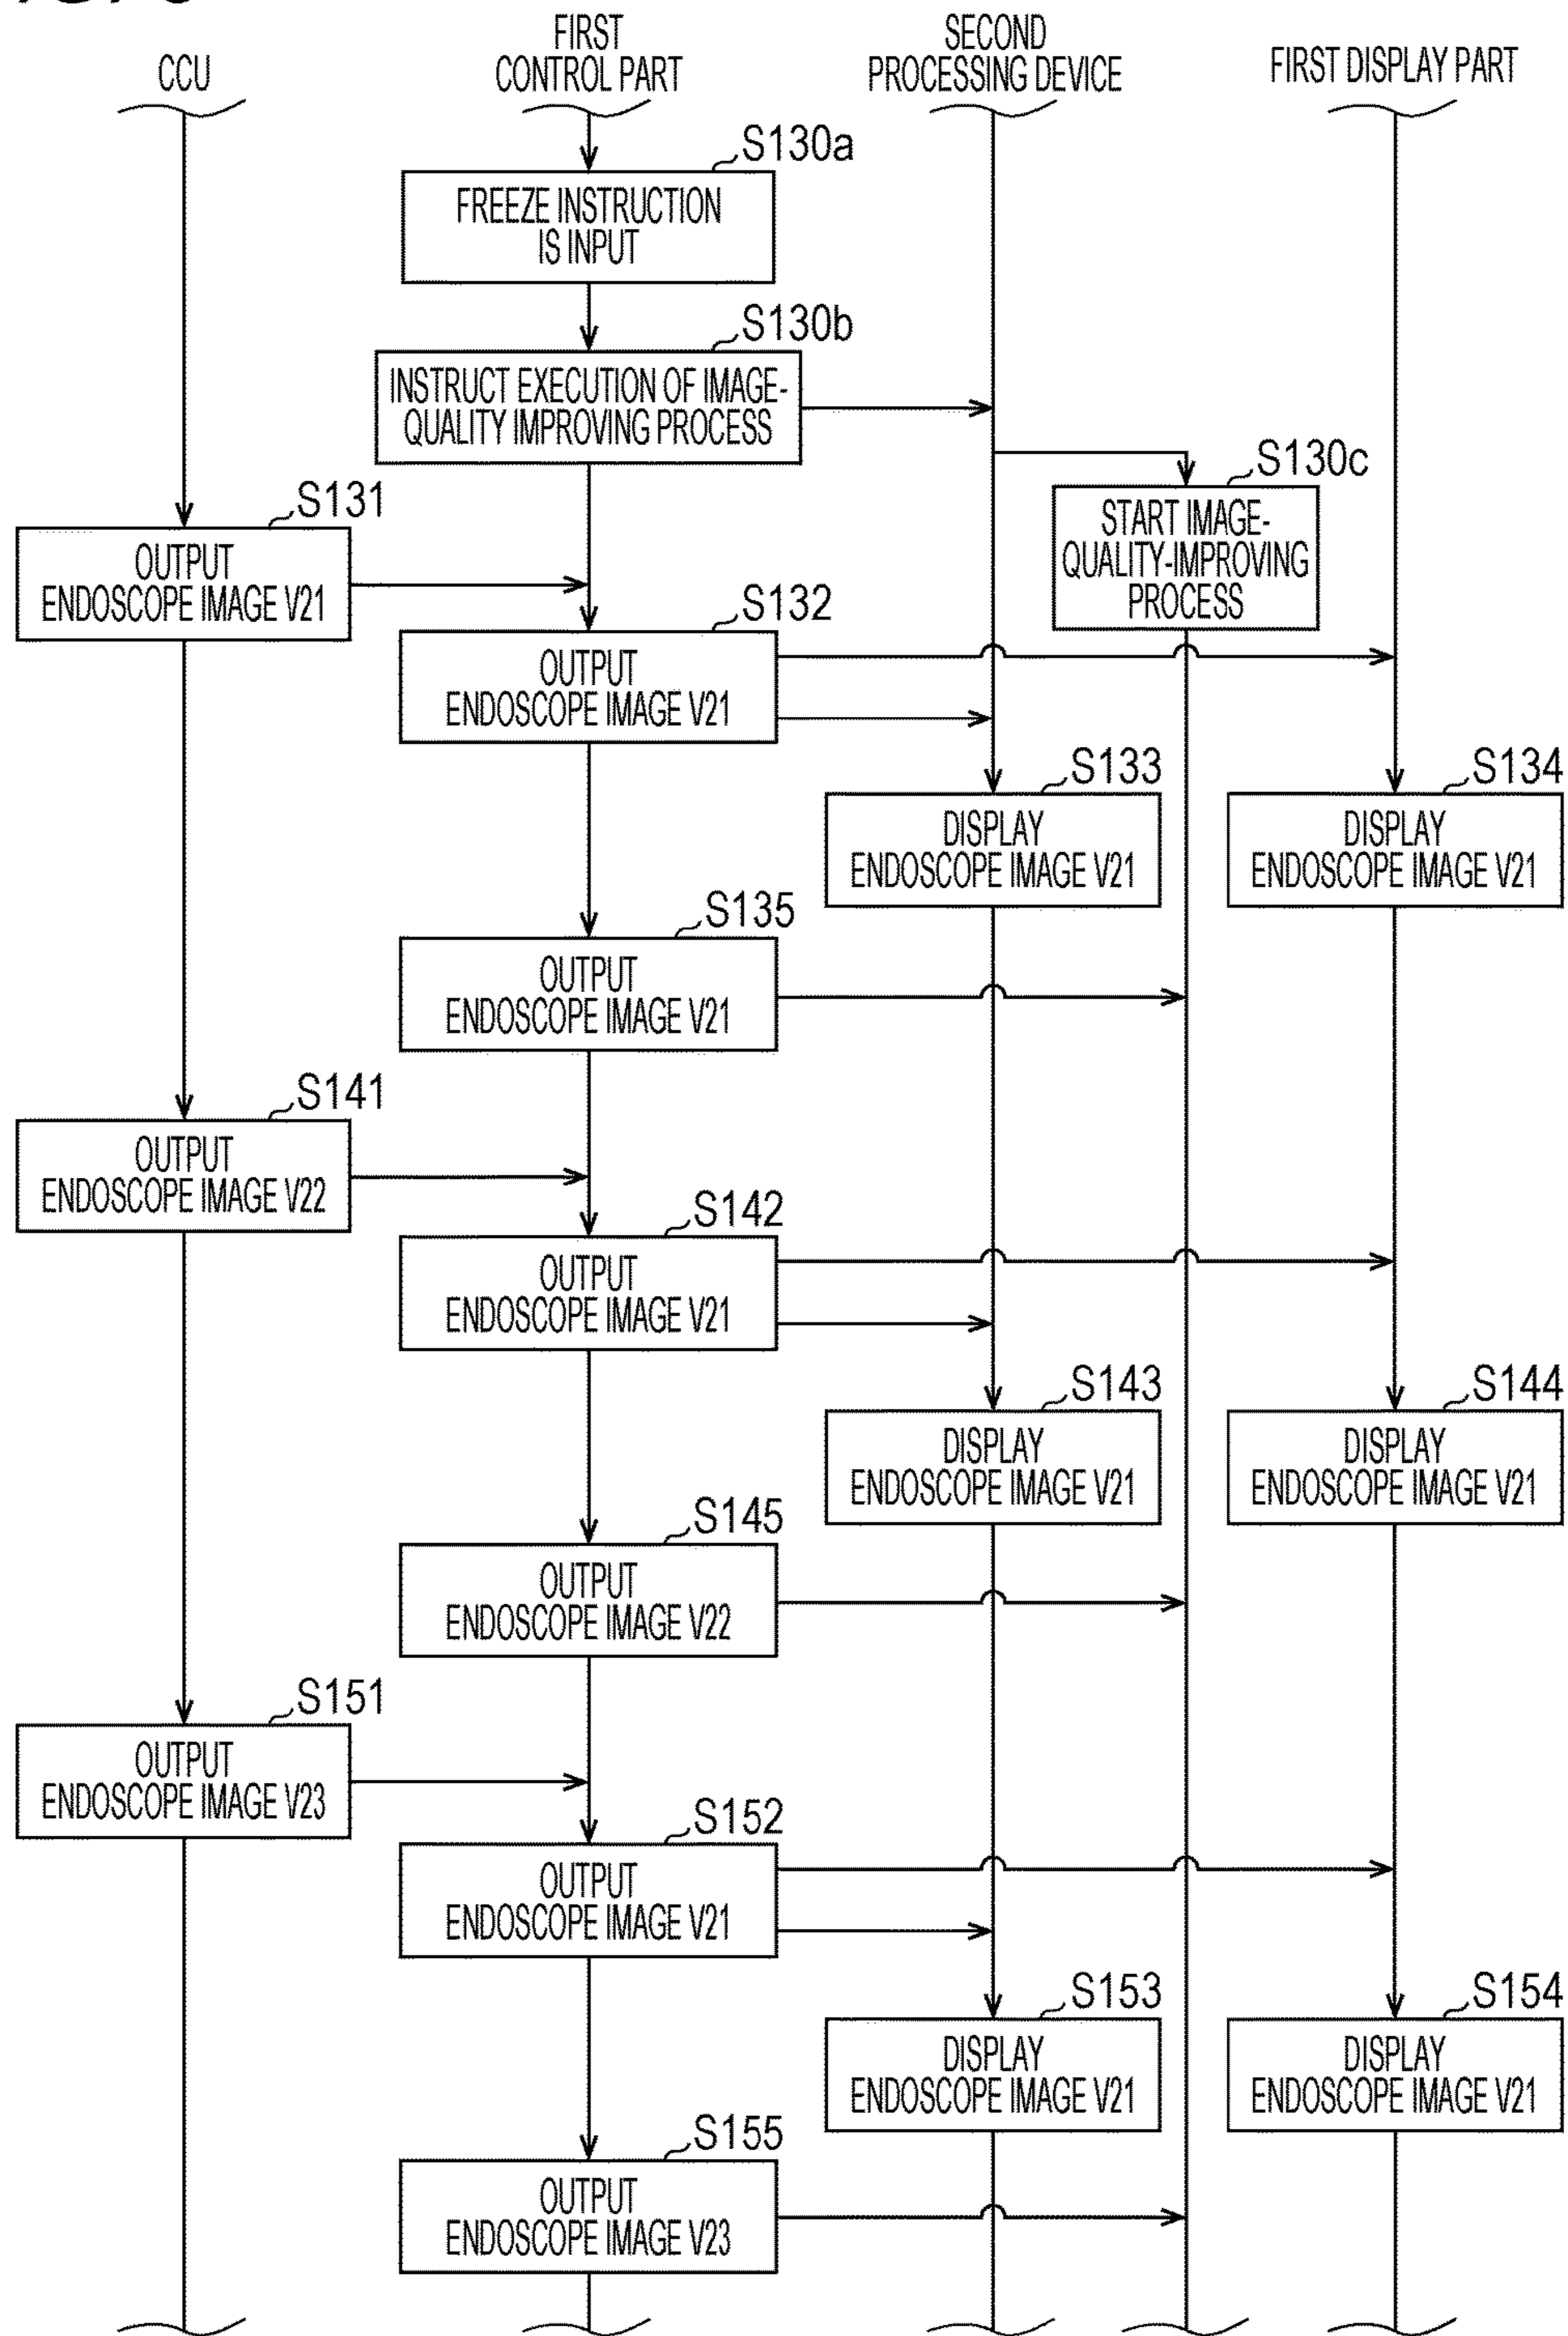 CCU
FIRST
CONTROL PART
SECOND
PROCESSING DEVICE
FIRST DISPLAY PART
S130a
FREEZE INSTRUCTION
IS INPUT
S130b
INSTRUCT EXECUTION OF IMAGE-
QUALITY IMPROVING PROCESS
S130c
START IMAGE-
QUALITY-IMPROVING
PROCESS
S131
OUTPUT
ENDOSCOPE IMAGE V21
S132
OUTPUT
ENDOSCOPE IMAGE V21
S133
DISPLAY
ENDOSCOPE IMAGE V21
S134
DISPLAY
ENDOSCOPE IMAGE V21
S135
OUTPUT
ENDOSCOPE IMAGE V21
S141
OUTPUT
ENDOSCOPE IMAGE V22
S142
OUTPUT
ENDOSCOPE IMAGE V21
S143
DISPLAY
ENDOSCOPE IMAGE V21
S144
DISPLAY
ENDOSCOPE IMAGE V21
S145
OUTPUT
ENDOSCOPE IMAGE V22
S151
OUTPUT
ENDOSCOPE IMAGE V23
S152
OUTPUT
ENDOSCOPE IMAGE V21
S153
DISPLAY
ENDOSCOPE IMAGE V21
S154
DISPLAY
ENDOSCOPE IMAGE V21
S155
OUTPUT
ENDOSCOPE IMAGE V23